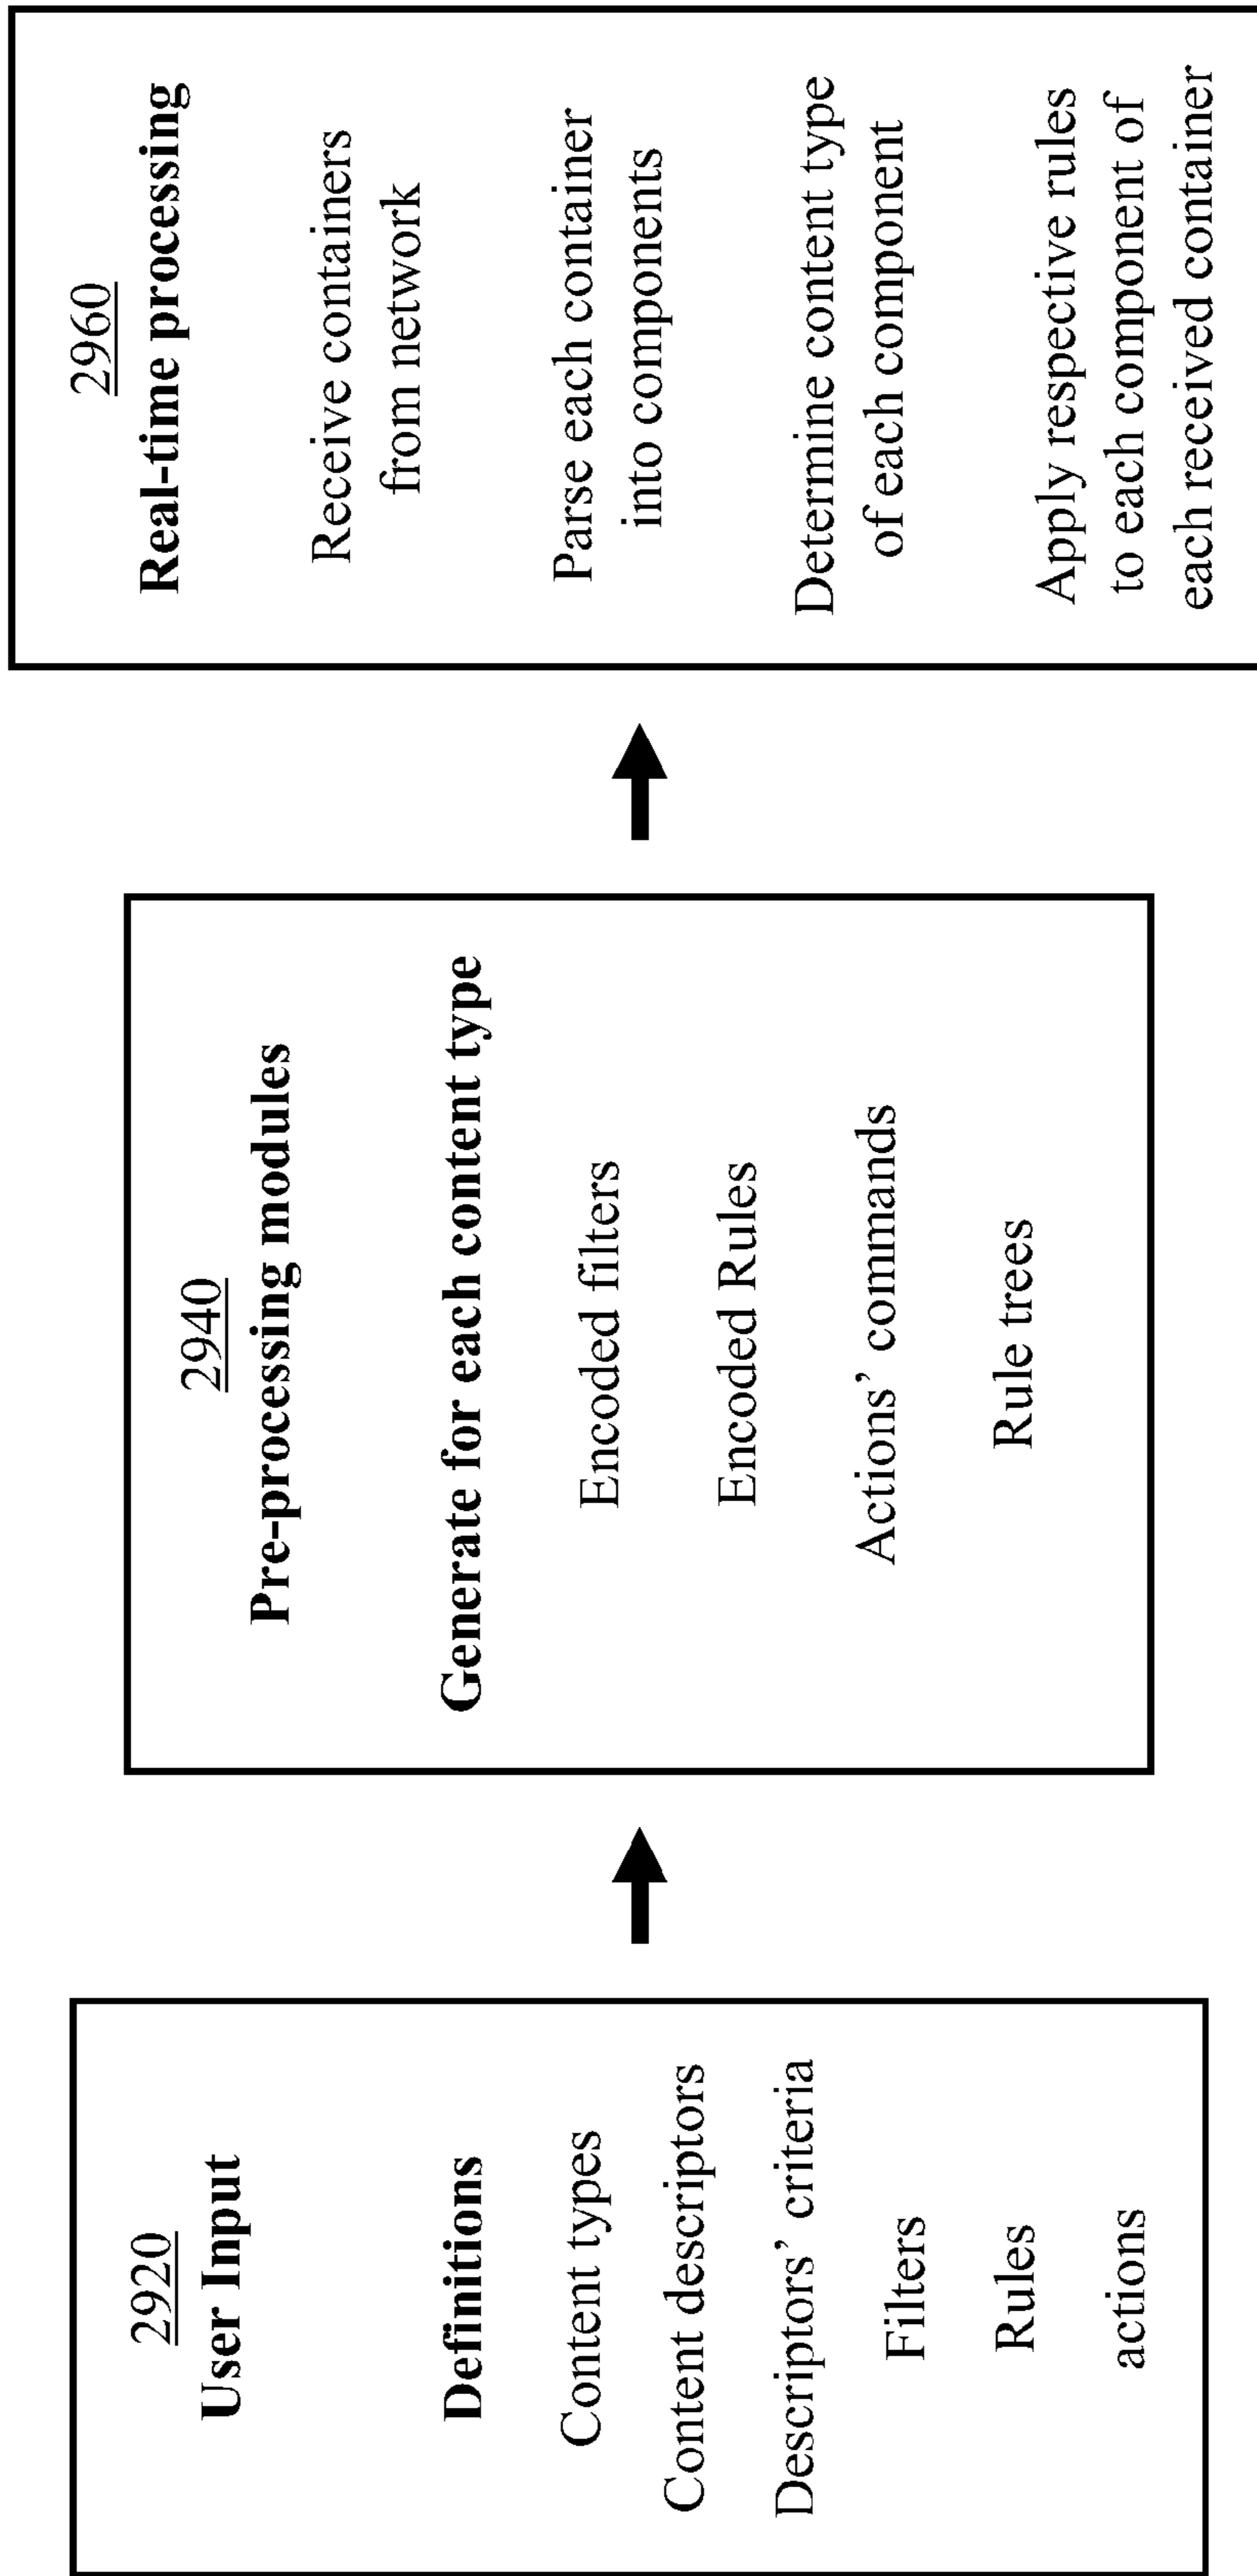 2920
User Input
Definitions
Content types
Content descriptors
Descriptors’ criteria
Filters
Rules
actions
2940
Pre-processing modules
Generate for each content type
Encoded filters
Encoded Rules
Actions’ commands
Rule trees
2960
Real-time processing
Receive containers
from network
Parse each container
into components
Determine content type
of each component
Apply respective rules
to each component of
each received container